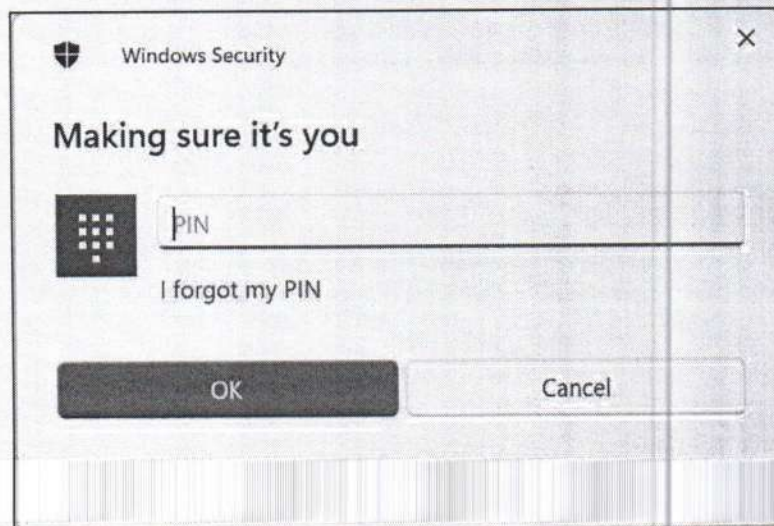 Windows Security
Making sure it's you
PIN
I forgot my PIN
OK
Cancel